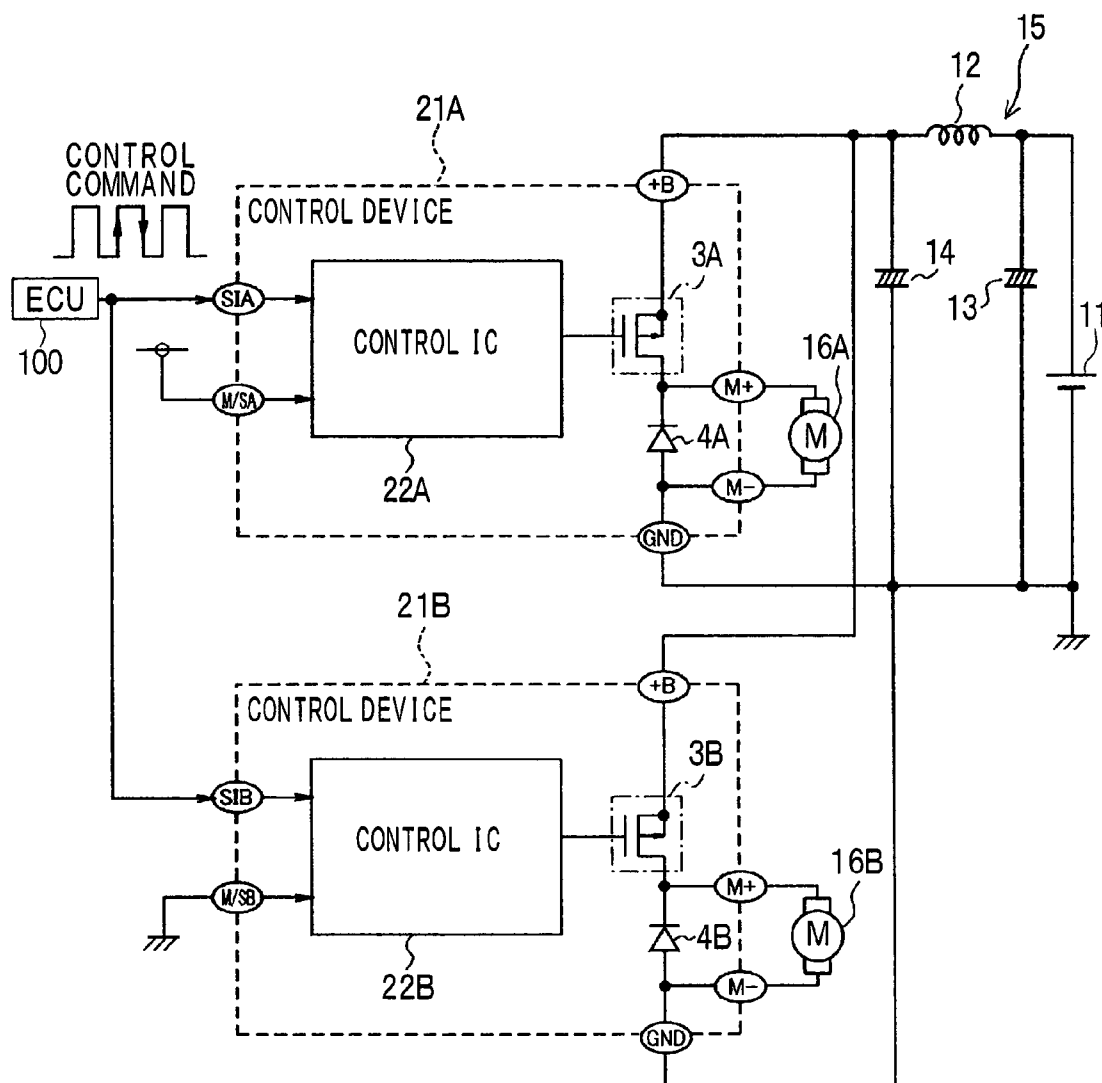 15
12
21A
CONTROL
COMMAND
+B
CONTROL DEVICE
3A
14
13
11
ECU
SIA
100
CONTROL IC
16A
M/SA
M+
M
4A
22A
M-
GND
21B
+B
CONTROL DEVICE
3B
SIB
CONTROL IC
16B
M/SB
M+
M
4B
22B
M-
GND